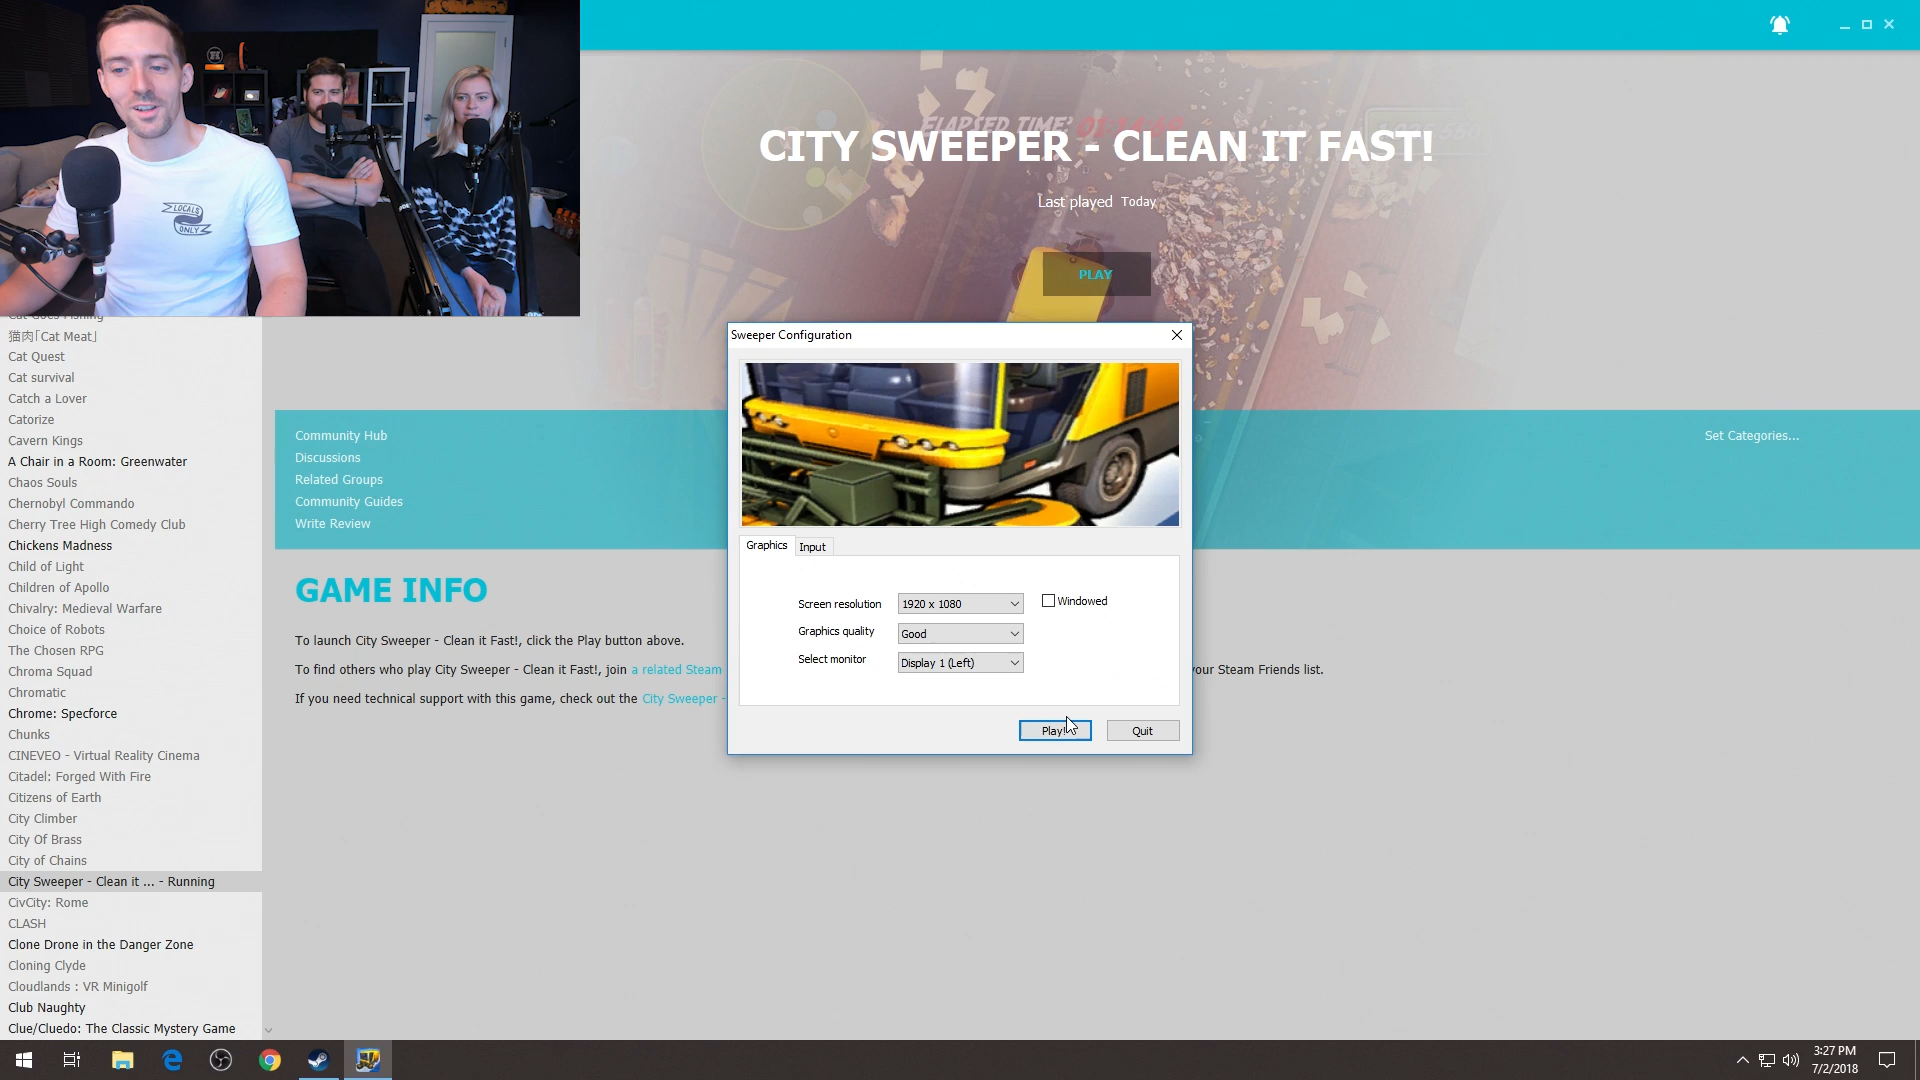 LOCALS
ONLY
ELAPSED TIME:
CITY SWEEPER - CLEAN IT FAST!
Last played Today
PLAY
Cat Goes Fishing
猫肉「Cat Meat」
Cat Quest
Cat survival
Catch a Lover
Catorize
Cavern Kings
A Chair in a Room: Greenwater
Chaos Souls
Chernobyl Commando
Cherry Tree High Comedy Club
Chickens Madness
Child of Light
Children of Apollo
Chivalry: Medieval Warfare
Choice of Robots
The Chosen RPG
Chroma Squad
Chromatic
Chrome: Specforce
Chunks
CINEVEO - Virtual Reality Cinema
Citadel: Forged With Fire
Citizens of Earth
City Climber
City Of Brass
City of Chains
City Sweeper - Clean it ... - Running
CivCity: Rome
CLASH
Clone Drone in the Danger Zone
Cloning Clyde
Cloudlands : VR Minigolf
Club Naughty
Clue/Cluedo: The Classic Mystery Game
Community Hub
Discussions
Related Groups
Community Guides
Write Review
Set Categories...
GAME INFO
To launch City Sweeper - Clean it Fast!, click the Play button above.
To find others who play City Sweeper - Clean it Fast!, join a related Steam
our Steam Friends list.
If you need technical support with this game, check out the City Sweeper -
Sweeper Configuration
Graphics Input
Screen resolution 1920 x 1080 Windowed
Graphics quality Good
Select monitor Display 1 (Left)
Play! Quit
3:27 PM
7/2/2018